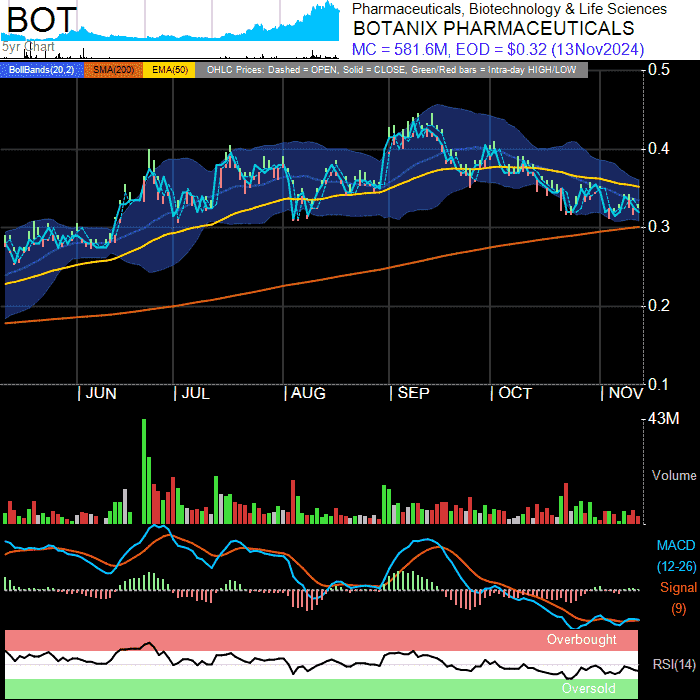 BOT
5yr Chart
Pharmaceuticals, Biotechnology & Life Sciences
BOTANIX PHARMACEUTICALS
MC = 581.6M, EOD = $0.32 (13Nov2024)
BollBands(20,2) SMA(200) EMA(50) OHLC Prices: Dashed = OPEN, Solid = CLOSE, Green/Red bars = Intra-day HIGH/LOW
0.5
0.4
0.3
0.2
0.1
| JUN | JUL | AUG | SEP | OCT | NOV
43M
Volume
MACD
(12-26)
Signal
(9)
Overbought
RSI(14)
Oversold